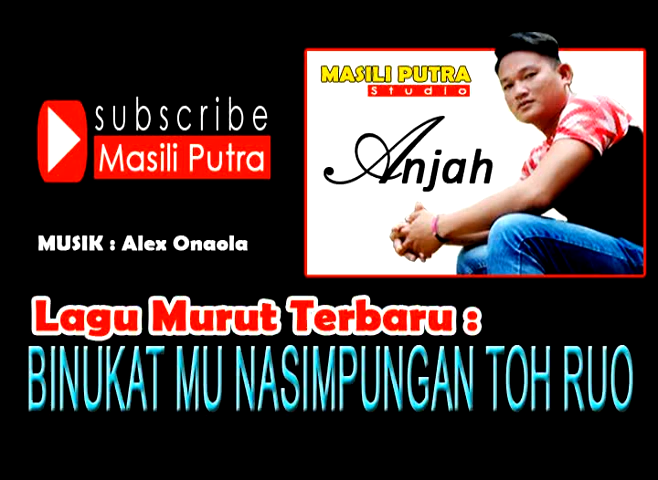 subscribe
Masili Putra
MASILI PUTRA
Studio
Anjah
MUSIK : Alex Onaola
Lagu Murut Terbaru :
BINUKAT MU NASIMPUNGAN TOH RUO